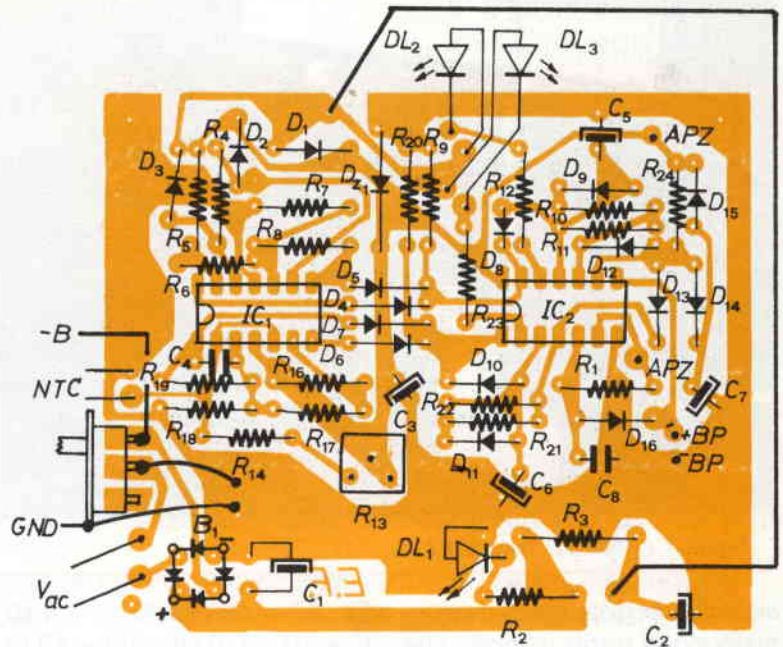 DL2
DL3
C5
APZ
R4
D2
D1
R20
R9
D3
DZ1
R12
D9
R24
R7
R10
D15
R5
R8
R11
D8
D12
R6
D5
IC1
D4
R23
IC2
D13
D14
D7
-B
C4
D6
D10
R1
APZ
R19
R16
NTC
C3
R22
C7
R18
R17
R21
D16
+BP
D11
-BP
R14
C6
C8
R13
GND
B1
-
R3
DL1
Vac
F.E
C1
+
R2
C2